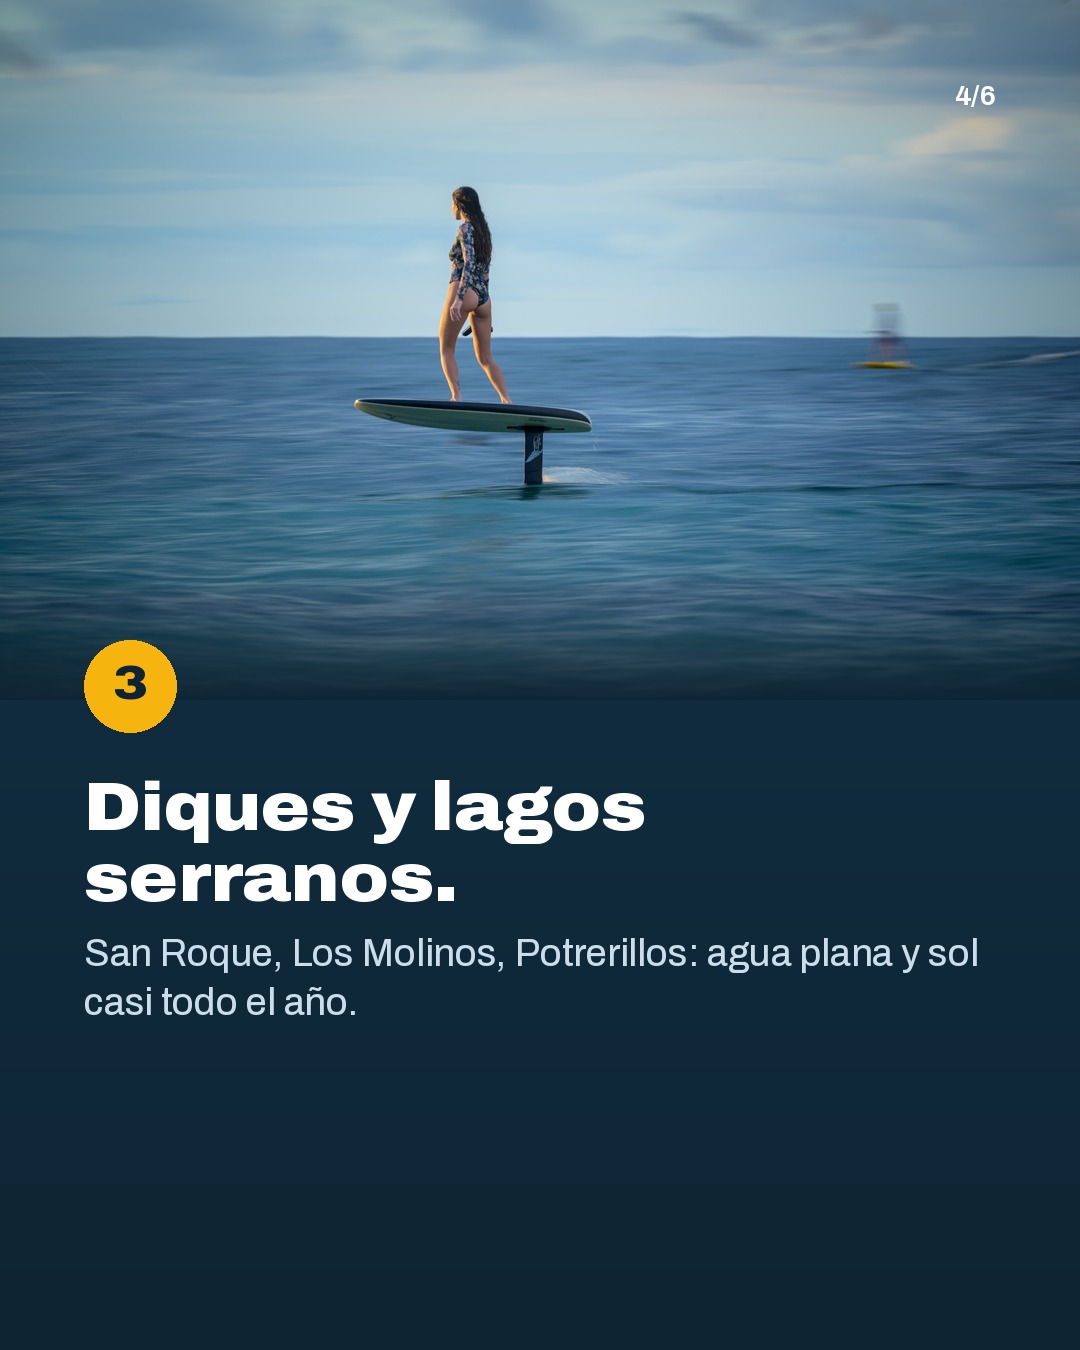 4/6
3
Diques y lagos
serranos.
San Roque, Los Molinos, Potrerillos: agua plana y sol
casi todo el año.